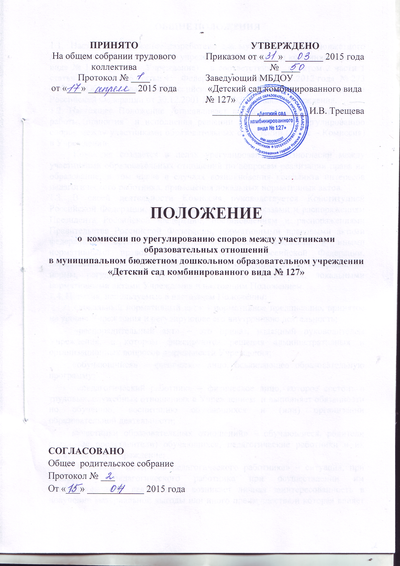 ПРИНЯТО
На общем собрании трудового
коллектива
Протокол № 1
от «17» апреля 2015 года
УТВЕРЖДЕНО
Приказом от «31» 03 2015 года
№ 50
Заведующий МБДОУ
«Детский сад комбинированного вида
№ 127»
И.В. Трещева
«Детский сад
комбинированного
вида № 127»
ПОЛОЖЕНИЕ
о комиссии по урегулированию споров между участниками
образовательных отношений
в муниципальном бюджетном дошкольном образовательном учреждении
«Детский сад комбинированного вида № 127»
СОГЛАСОВАНО
Общее родительское собрание
Протокол № 2
От «15» 04 2015 года